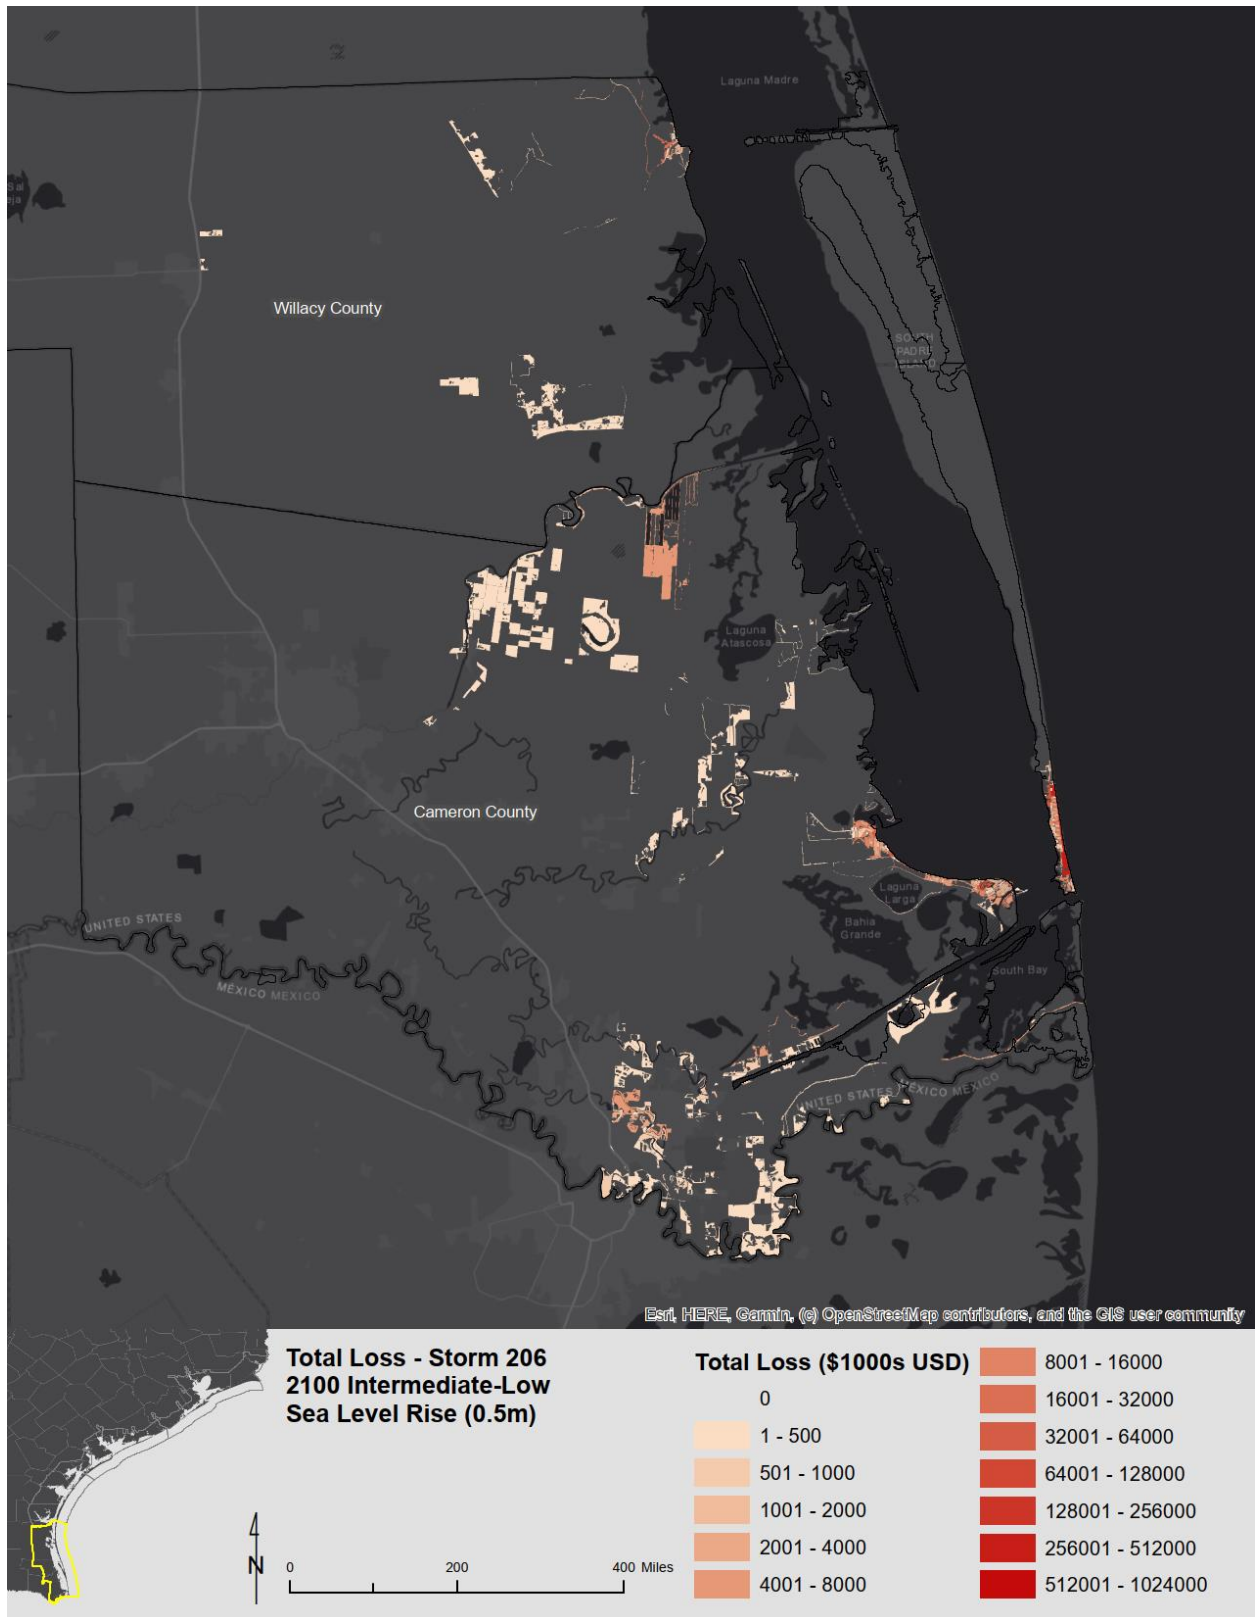 Laguna Madre
Sal
eja
Willacy County
SOUTH
PADRE
ISLAND
Laguna
Atascosa
Cameron County
Laguna
Larga
Bahia
Grande
UNITED STATES
MÉXICO MEXICO
South Bay
UNITED STATES MÉXICO MEXICO
Esri, HERE, Garmin, (c) OpenStreetMap contributors, and the GIS user community
Total Loss - Storm 206
2100 Intermediate-Low
Sea Level Rise (0.5m)
N
0 200 400 Miles
Total Loss ($1000s USD)
0
1 - 500
501 - 1000
1001 - 2000
2001 - 4000
4001 - 8000
8001 - 16000
16001 - 32000
32001 - 64000
64001 - 128000
128001 - 256000
256001 - 512000
512001 - 1024000